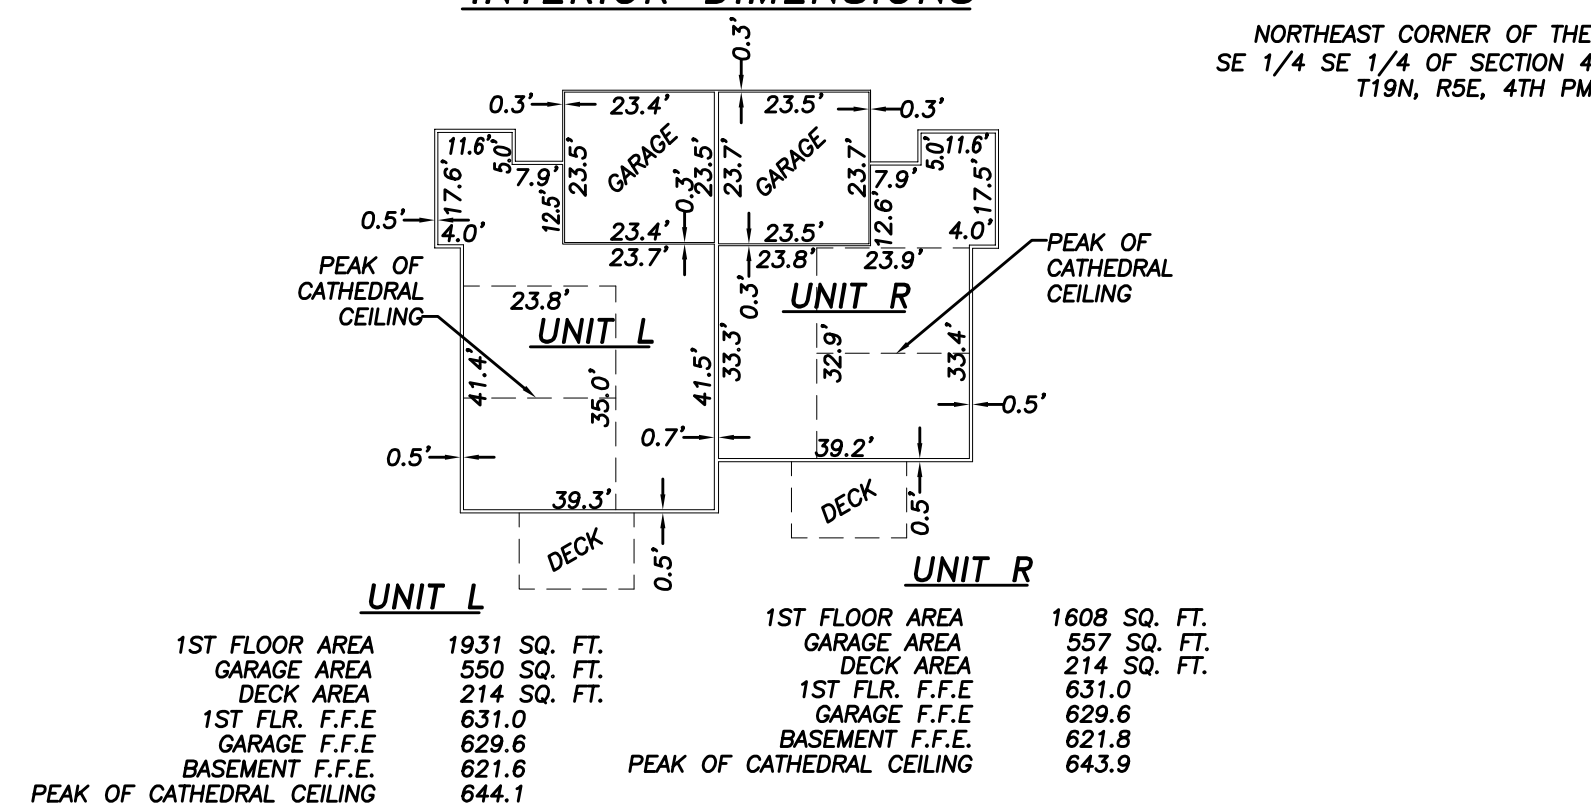 INTERIOR DIMENSIONS
NORTHEAST CORNER OF THE
SE 1/4 SE 1/4 OF SECTION 4
T19N, R5E, 4TH PM
0.3'
0.3'
23.4'
23.5'
0.3'
11.6'
5.0'
7.9'
17.6'
12.5'
23.5'
GARAGE
0.3'
23.5'
23.7'
GARAGE
23.7'
7.9'
5.0'
11.6'
17.5'
12.6'
0.5'
4.0'
23.4'
23.5'
4.0'
23.7'
23.8'
23.9'
PEAK OF
CATHEDRAL
CEILING
PEAK OF
CATHEDRAL
CEILING
23.8'
0.3'
UNIT R
UNIT L
41.4'
35.0'
41.5'
33.3'
32.9'
33.4'
0.5'
0.7'
39.2'
0.5'
39.3'
DECK
0.5'
DECK
0.5'
UNIT L
1ST FLOOR AREA 1931 SQ. FT.
GARAGE AREA 550 SQ. FT.
DECK AREA 214 SQ. FT.
1ST FLR. F.F.E 631.0
GARAGE F.F.E 629.6
BASEMENT F.F.E. 621.6
PEAK OF CATHEDRAL CEILING 644.1
UNIT R
1ST FLOOR AREA 1608 SQ. FT.
GARAGE AREA 557 SQ. FT.
DECK AREA 214 SQ. FT.
1ST FLR. F.F.E 631.0
GARAGE F.F.E 629.6
BASEMENT F.F.E. 621.8
PEAK OF CATHEDRAL CEILING 643.9